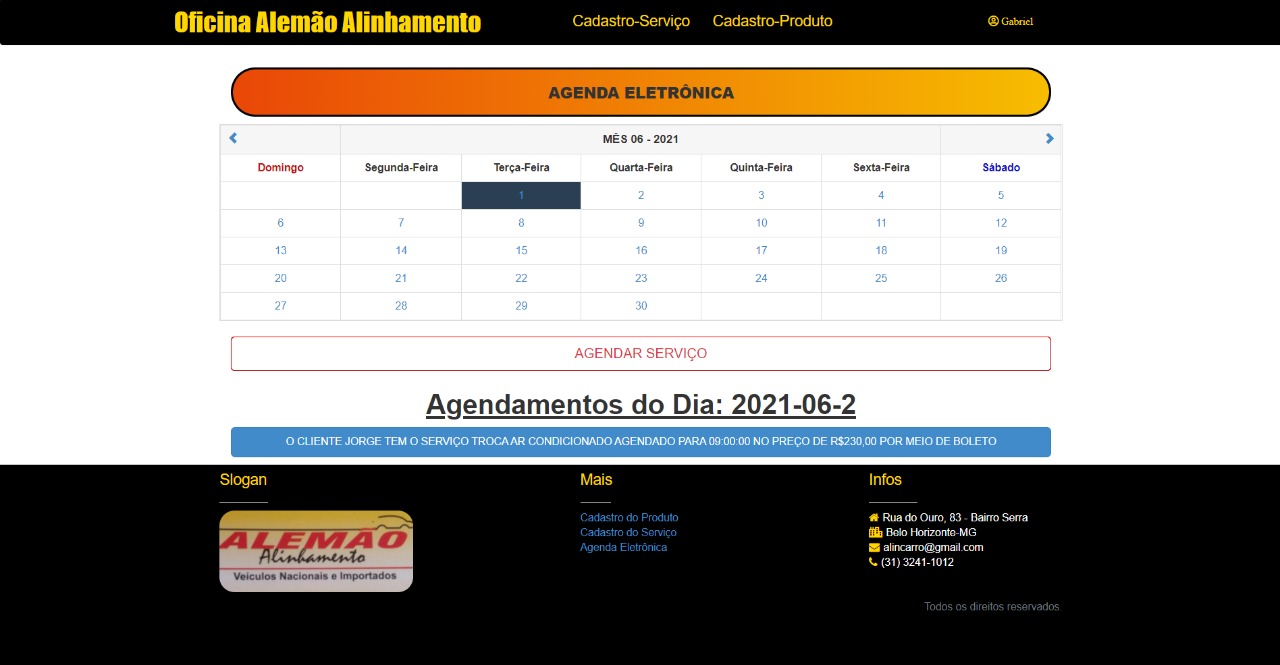 Oficina Alemão Alinhamento Cadastro-Serviço Cadastro-Produto Gabriel
AGENDA ELETRÔNICA
MÊS 06 - 2021
Domingo Segunda-Feira Terça-Feira Quarta-Feira Quinta-Feira Sexta-Feira Sábado
1 2 3 4 5
6 7 8 9 10 11 12
13 14 15 16 17 18 19
20 21 22 23 24 25 26
27 28 29 30
AGENDAR SERVIÇO
Agendamentos do Dia: 2021-06-2
O CLIENTE JORGE TEM O SERVIÇO TROCA AR CONDICIONADO AGENDADO PARA 09:00:00 NO PREÇO DE R$230,00 POR MEIO DE BOLETO
Slogan
ALEMÃO
Alinhamento
Veículos Nacionais e Importados
Mais
Cadastro do Produto
Cadastro do Serviço
Agenda Eletrônica
Infos
Rua do Ouro, 83 - Bairro Serra
Belo Horizonte-MG
alincarro@gmail.com
(31) 3241-1012
Todos os direitos reservados